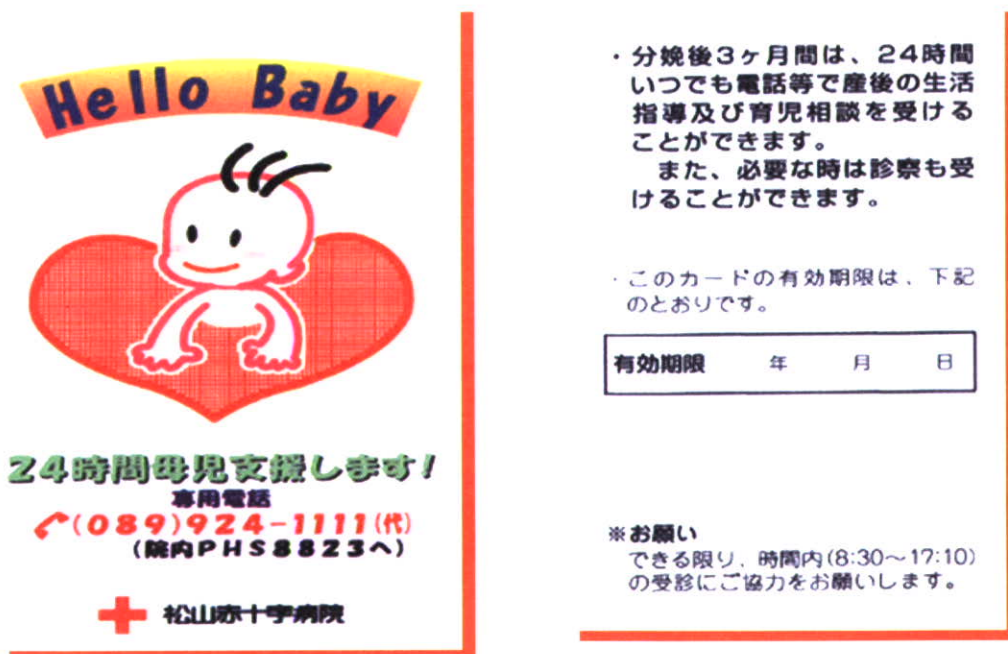 Hello Baby
24時間母児支援します!
専用電話
(089)924-1111(代)
(院内PHS8823へ)
松山赤十字病院
・分娩後3ヶ月間は、24時間
いつでも電話等で産後の生活
指導及び育児相談を受ける
ことができます。
また、必要な時は診察も受
けることができます。
・このカードの有効期限は、下記
のとおりです。
有効期限 年 月 日
※お願い
できる限り、時間内(8:30〜17:10)
の受診にご協力をお願いします。